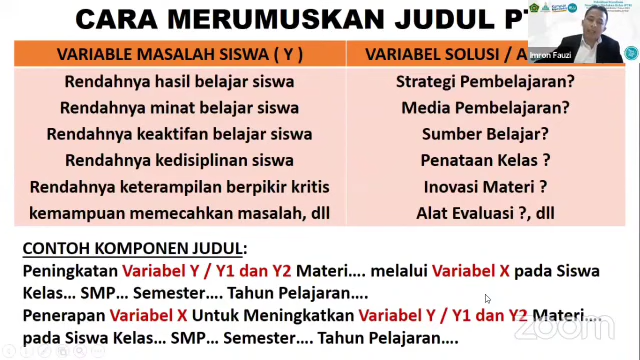 CARA MERUMUSKAN JUDUL PT
VARIABLE MASALAH SISWA ( Y )
VARIABEL SOLUSI / A
Rendahnya hasil belajar siswa
Strategi Pembelajaran?
Rendahnya minat belajar siswa
Media Pembelajaran?
Rendahnya keaktifan belajar siswa
Sumber Belajar?
Rendahnya kedisiplinan siswa
Penataan Kelas ?
Rendahnya keterampilan berpikir kritis
Inovasi Materi ?
kemampuan memecahkan masalah, dll
Alat Evaluasi ?, dll
Imron Fauzi
CONTOH KOMPONEN JUDUL:
Peningkatan Variabel Y / Y1 dan Y2 Materi.... melalui Variabel X pada Siswa
Kelas... SMP... Semester.... Tahun Pelajaran....
Penerapan Variabel X Untuk Meningkatkan Variabel Y / Y1 dan Y2 Materi....
pada Siswa Kelas... SMP... Semester.... Tahun Pelajaran....
zoom